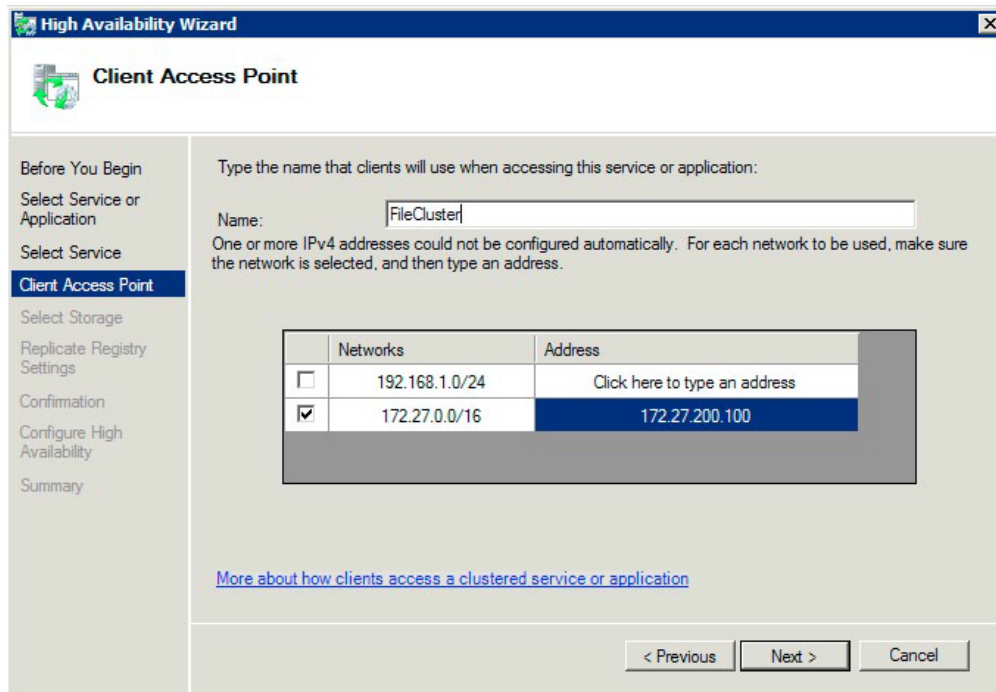 High Availability Wizard
Client Access Point
Before You Begin
Select Service or
Application
Select Service
Client Access Point
Select Storage
Replicate Registry
Settings
Confirmation
Configure High
Availability
Summary
Type the name that clients will use when accessing this service or application:
Name: FileCluster
One or more IPv4 addresses could not be configured automatically. For each network to be used, make sure
the network is selected, and then type an address.
Networks Address
192.168.1.0/24 Click here to type an address
172.27.0.0/16 172.27.200.100
More about how clients access a clustered service or application
< Previous Next > Cancel